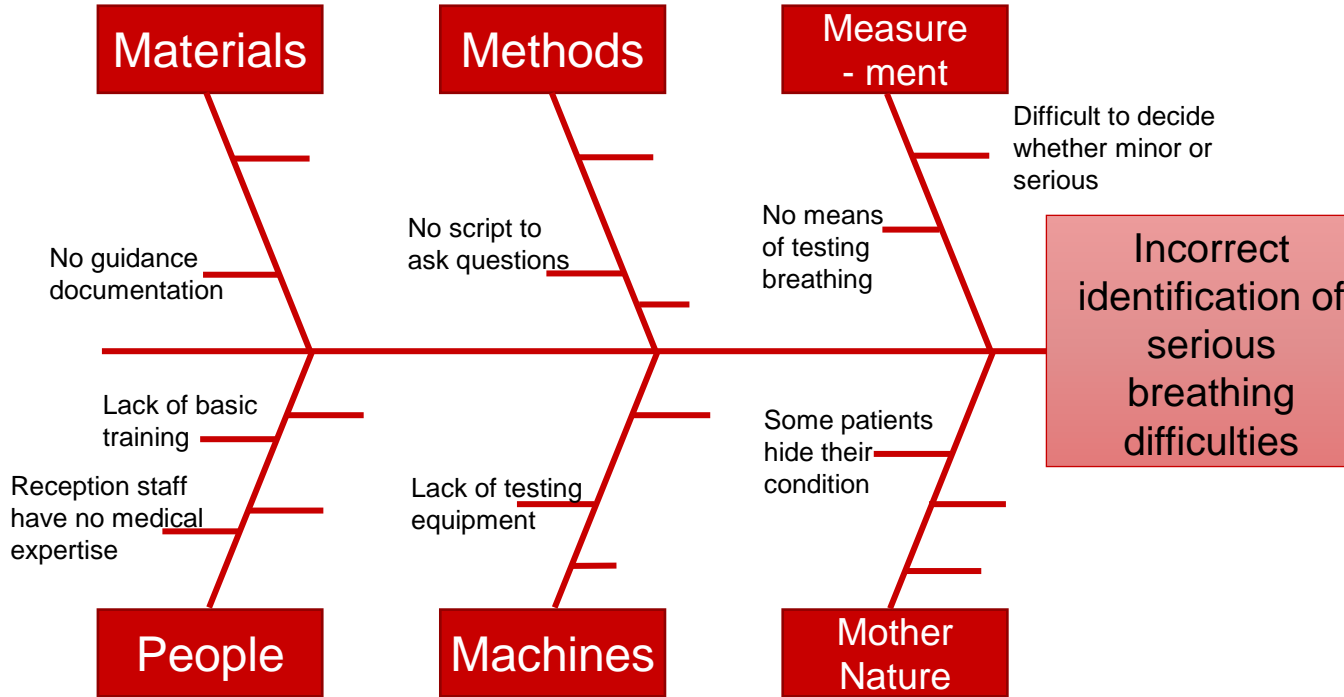 Materials
Methods
Measure
- ment
Difficult to decide
whether minor or
serious
No guidance
documentation
No script to
ask questions
No means
of testing
breathing
Incorrect
identification of
serious
breathing
difficulties
Lack of basic
training
Reception staff
have no medical
expertise
Lack of testing
equipment
Some patients
hide their
condition
People
Machines
Mother
Nature